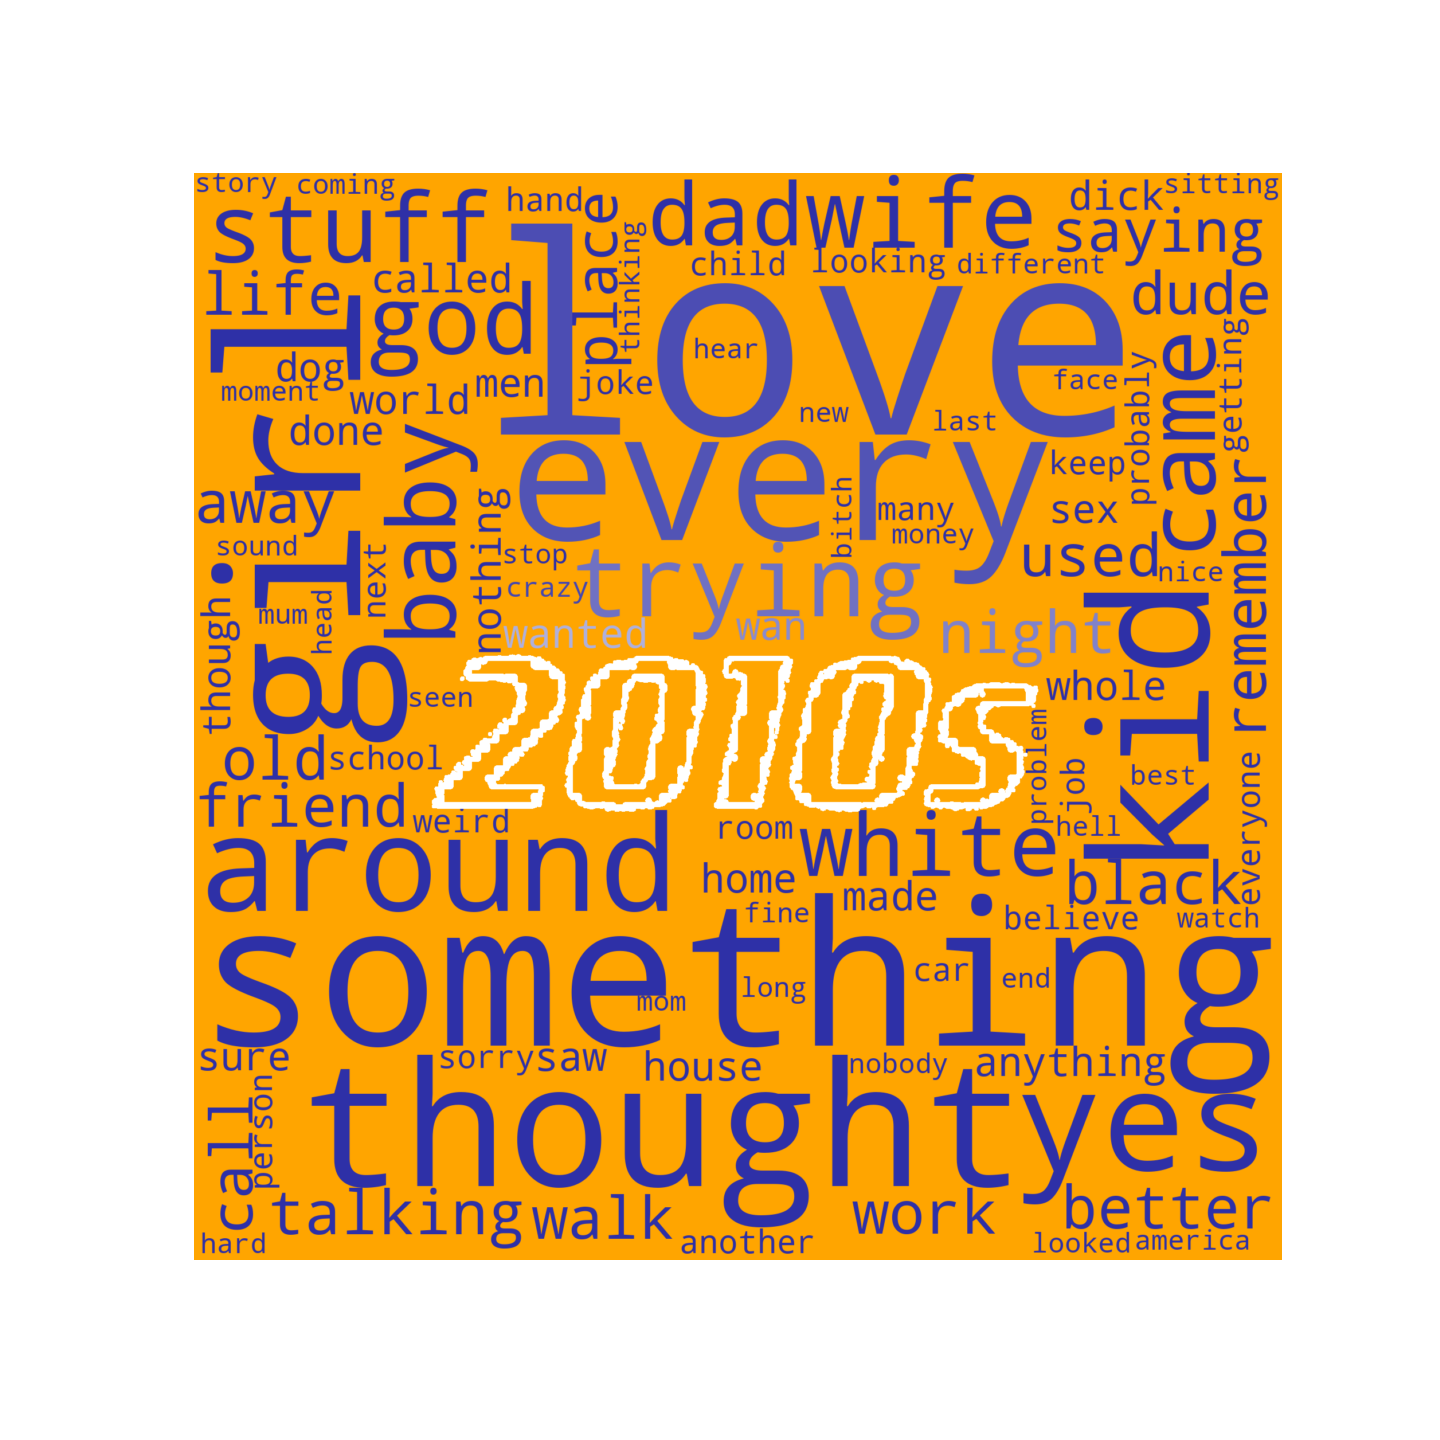 story coming
hand
dadwife
dick
sitting
stuff
place
saying
life
called
thinking
child
looking
different
dude
god
love
girl
dog
moment
world
men
joke
hear
new
last
face
probably
came
getting
done
baby
every
keep
away
nothing
bitch
many
money
sex
remember
sound
next
stop
crazy
trying
used
nice
though
mum
head
wanted
wan
night
kid
2010s
seen
whole
old
school
problem
job
best
everyone
friend
weird
room
white
hell
around
home
made
black
fine
believe
watch
something
mom
long
car
end
sure
sorry
saw
house
nobody
anything
thought
yes
call
person
talking
walk
work
better
hard
another
looked
america